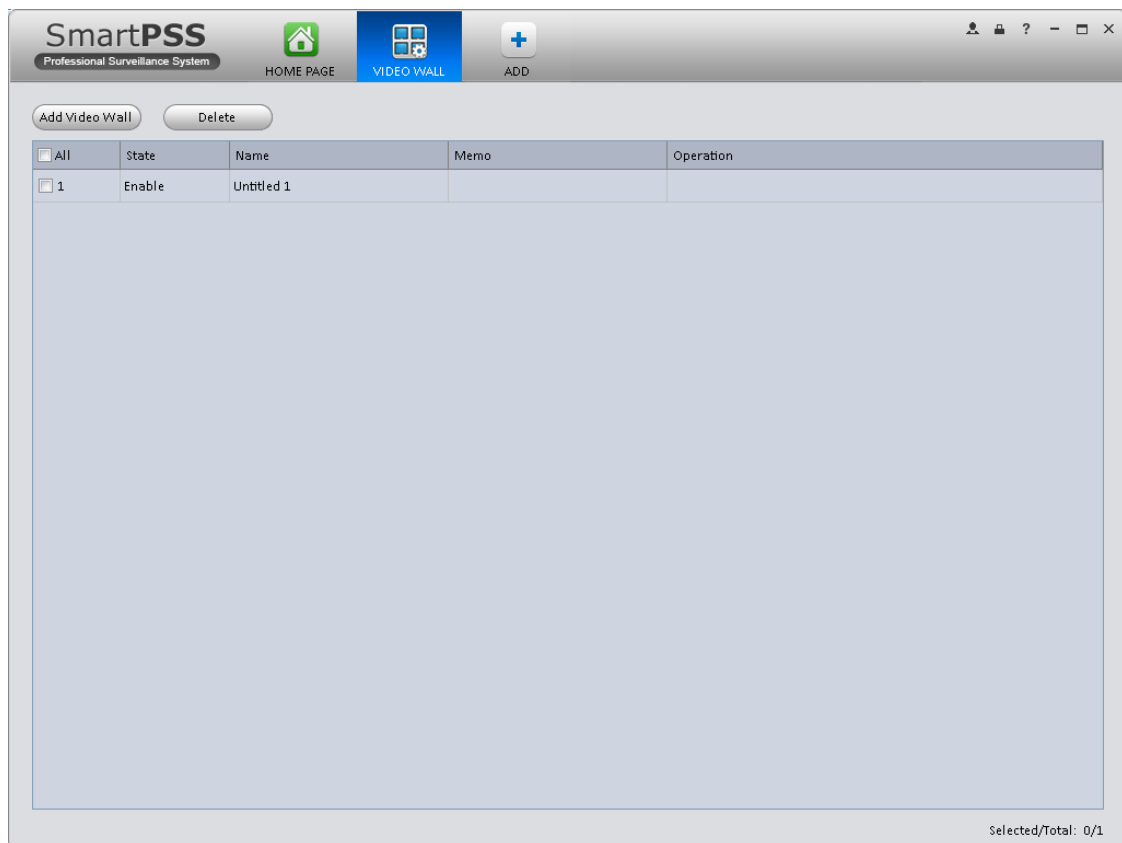 SmartPSS
Professional Surveillance System
HOME PAGE
VIDEO WALL
ADD
?
Add Video Wall
Delete
All State Name Memo Operation
1 Enable Untitled 1
Selected/Total: 0/1